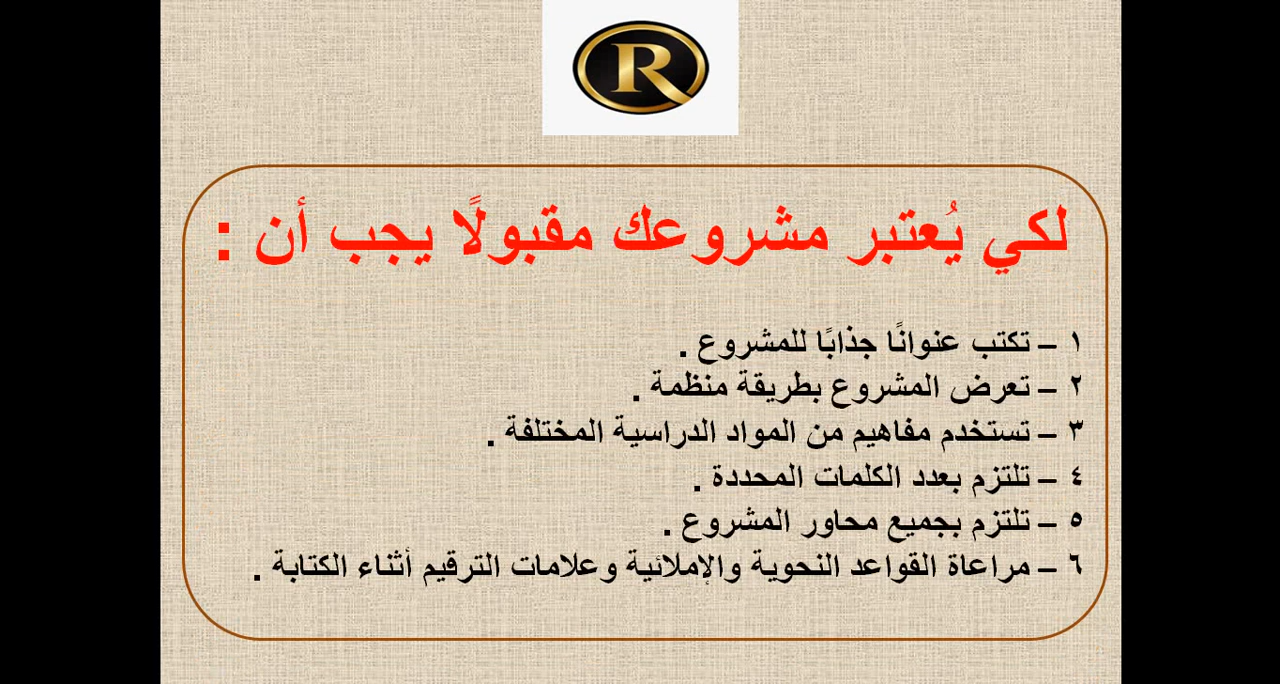 R
لكي يُعتبر مشروعك مقبولًا يجب أن :
١ – تكتب عنوانًا جذابًا للمشروع .
٢ – تعرض المشروع بطريقة منظمة .
٣ – تستخدم مفاهيم من المواد الدراسية المختلفة .
٤ – تلتزم بعدد الكلمات المحددة .
٥ – تلتزم بجميع محاور المشروع .
٦ – مراعاة القواعد النحوية والإملائية وعلامات الترقيم أثناء الكتابة .